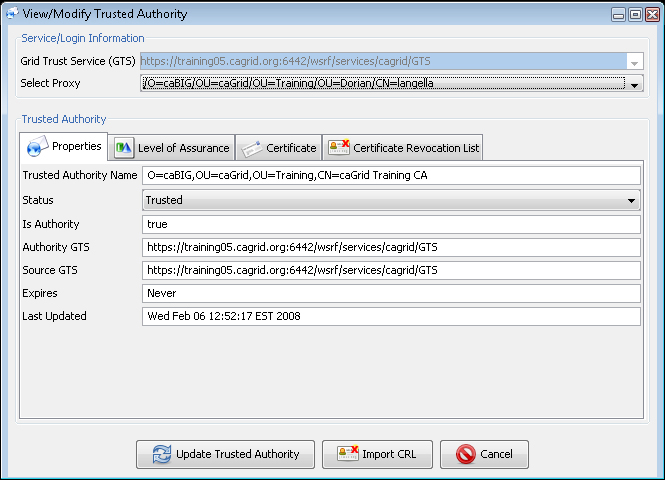 View/Modify Trusted Authority
Service/Login Information
Grid Trust Service (GTS) https://training05.cagrid.org:6442/wsrf/services/cagrid/GTS
Select Proxy /O=caBIG/OU=caGrid/OU=Training/OU=Dorian/CN=langella
Trusted Authority
Properties Level of Assurance Certificate Certificate Revocation List
Trusted Authority Name O=caBIG,OU=caGrid,OU=Training,CN=caGrid Training CA
Status Trusted
Is Authority true
Authority GTS https://training05.cagrid.org:6442/wsrf/services/cagrid/GTS
Source GTS https://training05.cagrid.org:6442/wsrf/services/cagrid/GTS
Expires Never
Last Updated Wed Feb 06 12:52:17 EST 2008
Update Trusted Authority Import CRL Cancel